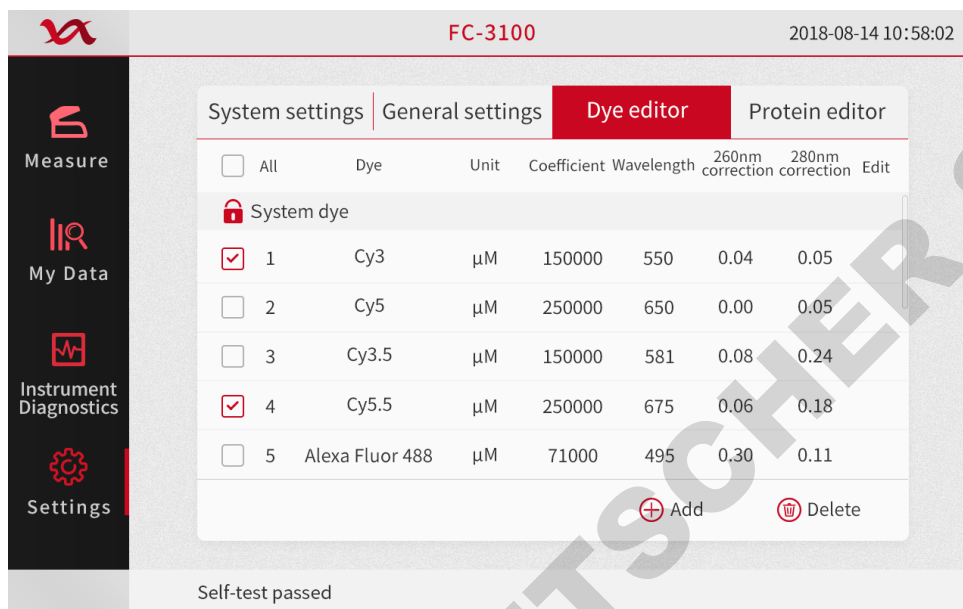 FC-3100
2018-08-14 10:58:02
Measure
My Data
Instrument
Diagnostics
Settings
System settings General settings Dye editor Protein editor
All Dye Unit Coefficient Wavelength 260nm correction 280nm correction Edit
System dye
1 Cy3 µM 150000 550 0.04 0.05
2 Cy5 µM 250000 650 0.00 0.05
3 Cy3.5 µM 150000 581 0.08 0.24
4 Cy5.5 µM 250000 675 0.06 0.18
5 Alexa Fluor 488 µM 71000 495 0.30 0.11
Add Delete
Self-test passed